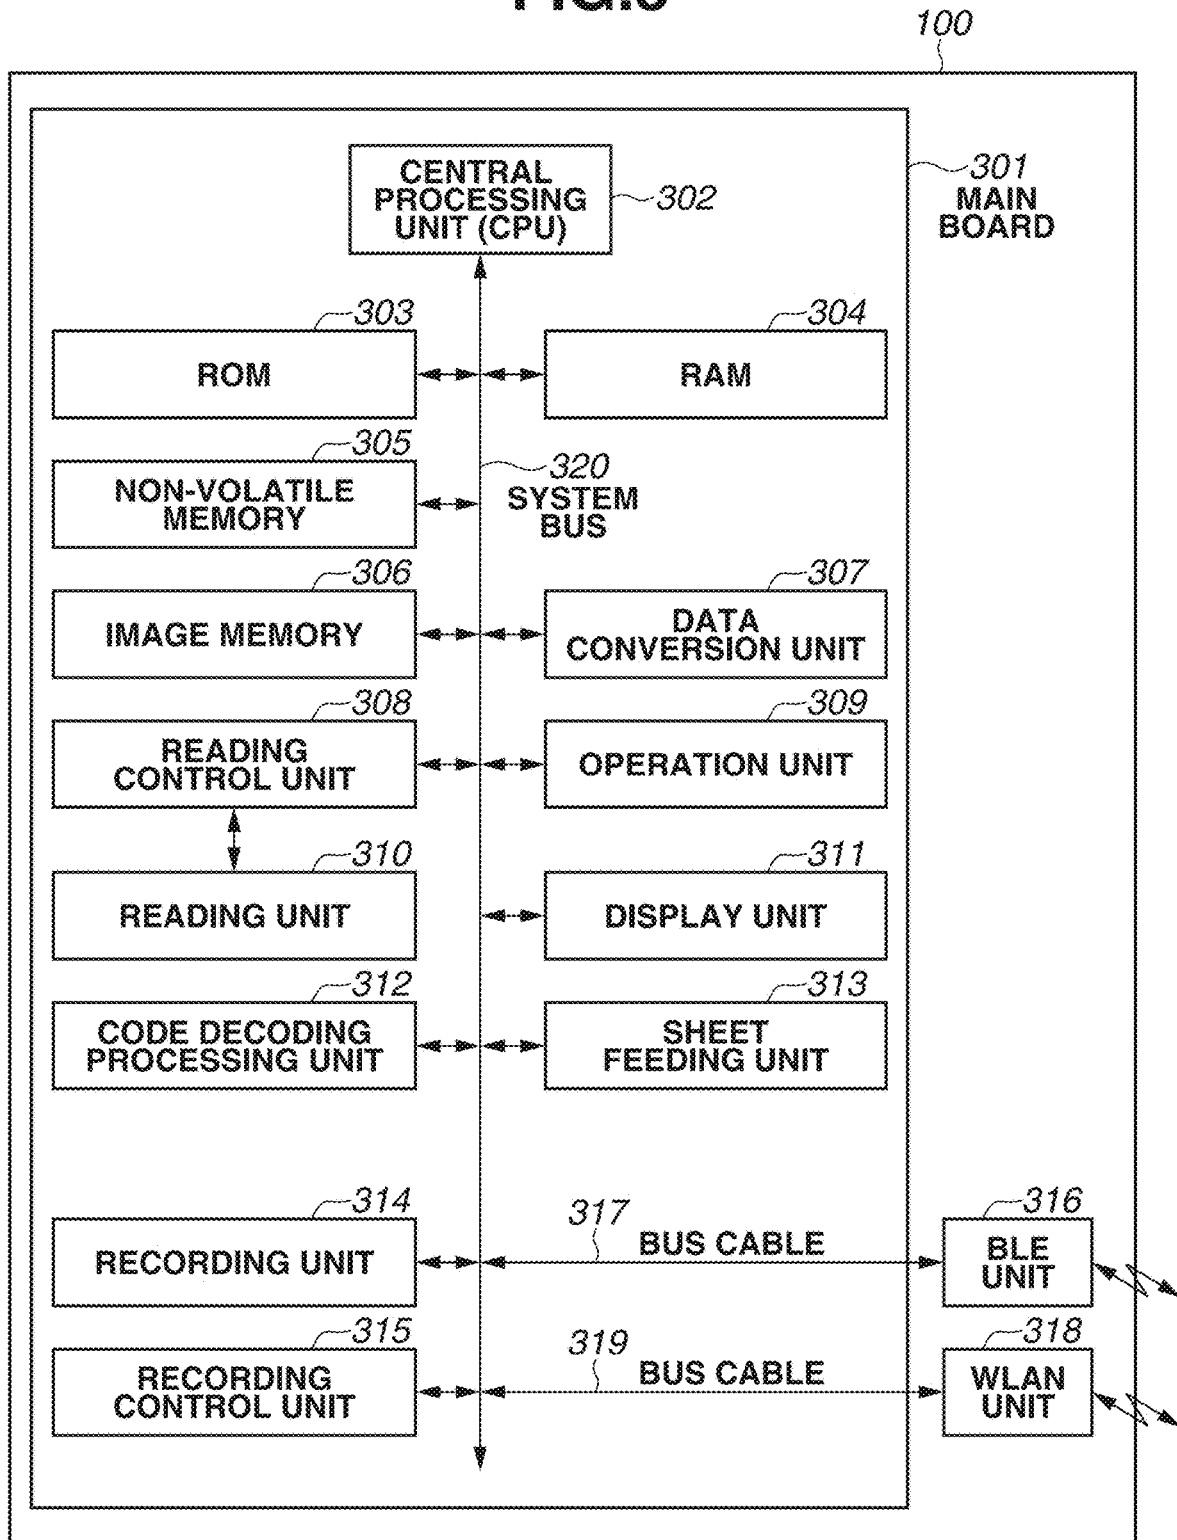 100
301
MAIN
BOARD
CENTRAL
PROCESSING
UNIT (CPU)
302
303
ROM
304
RAM
305
NON-VOLATILE
MEMORY
320
SYSTEM
BUS
306
IMAGE MEMORY
307
DATA
CONVERSION UNIT
308
READING
CONTROL UNIT
309
OPERATION UNIT
310
READING UNIT
311
DISPLAY UNIT
312
CODE DECODING
PROCESSING UNIT
313
SHEET
FEEDING UNIT
314
RECORDING UNIT
317
BUS CABLE
316
BLE
UNIT
315
RECORDING
CONTROL UNIT
319
BUS CABLE
318
WLAN
UNIT